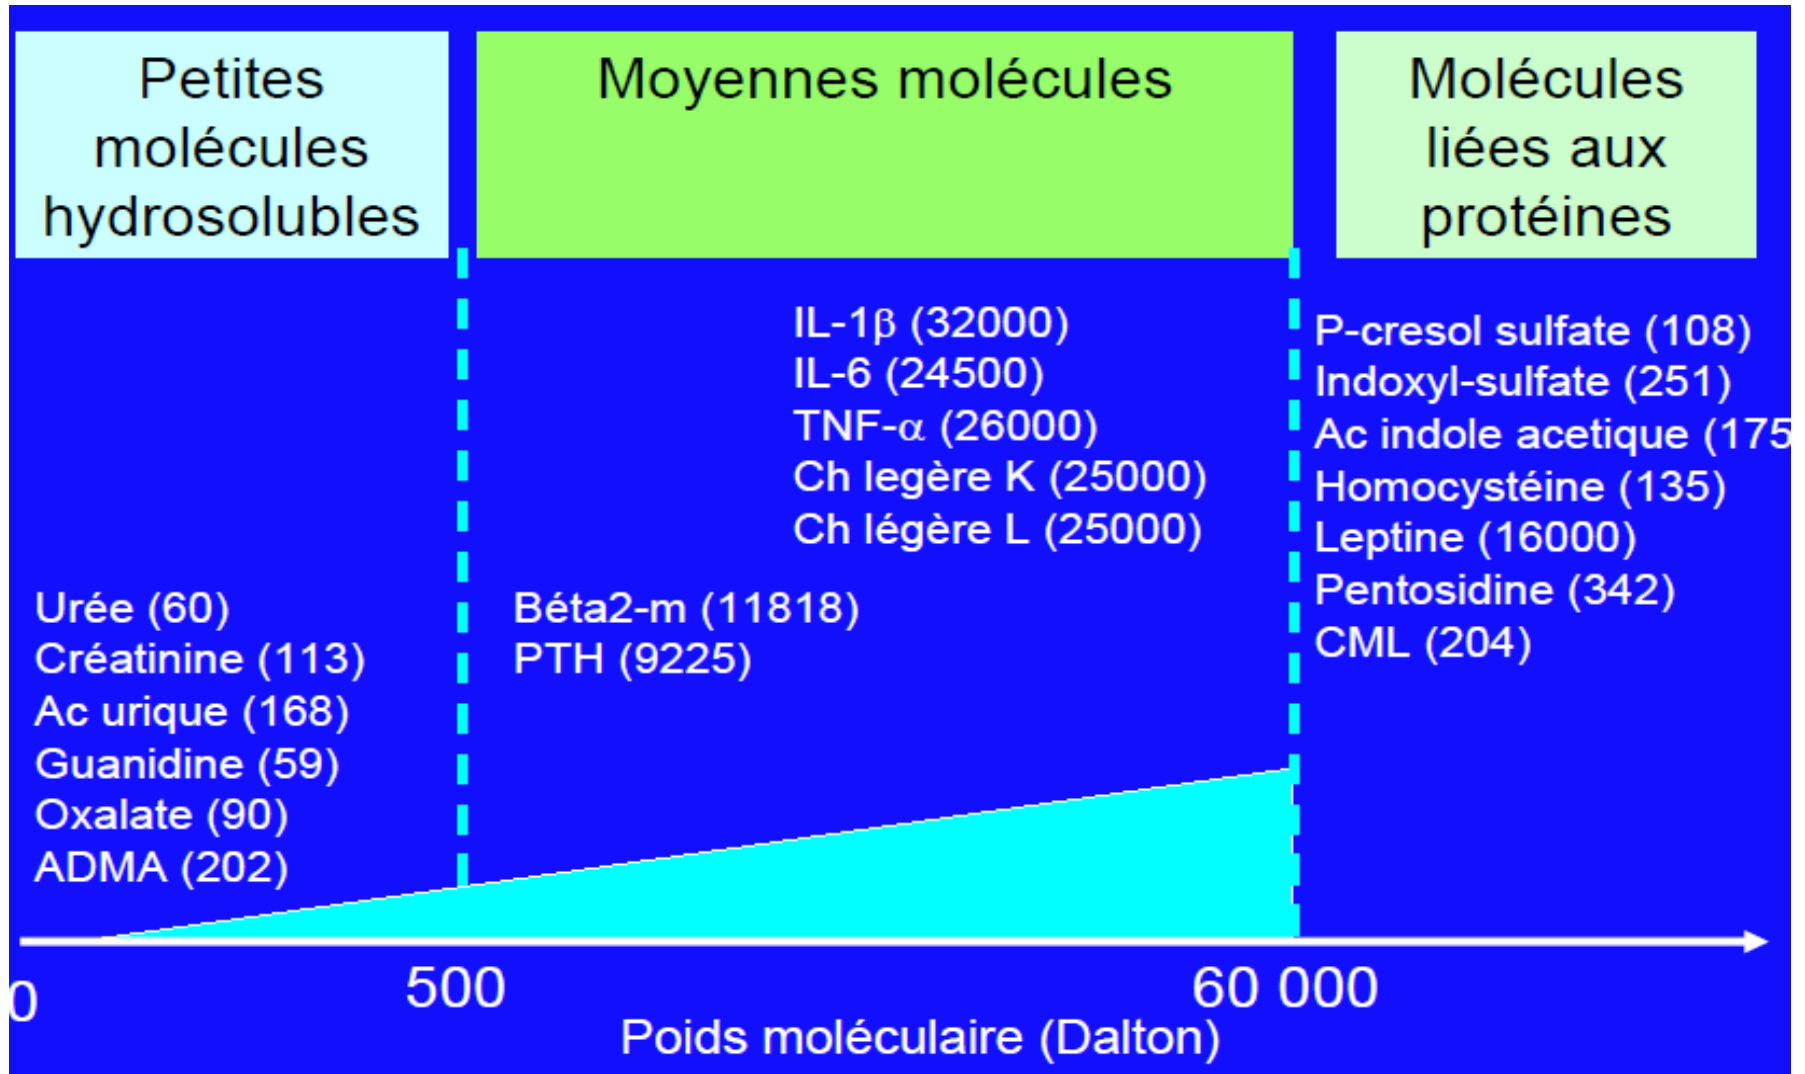 Petites
molécules
hydrosolubles
Moyennes molécules
Molécules
liées aux
protéines
IL-1β (32000)
IL-6 (24500)
TNF-α (26000)
Ch legère K (25000)
Ch légère L (25000)
P-cresol sulfate (108)
Indoxyl-sulfate (251)
Ac indole acetique (175
Homocystéine (135)
Leptine (16000)
Pentosidine (342)
CML (204)
Urée (60)
Créatinine (113)
Ac urique (168)
Guanidine (59)
Oxalate (90)
ADMA (202)
Béta2-m (11818)
PTH (9225)
0
500
60 000
Poids moléculaire (Dalton)